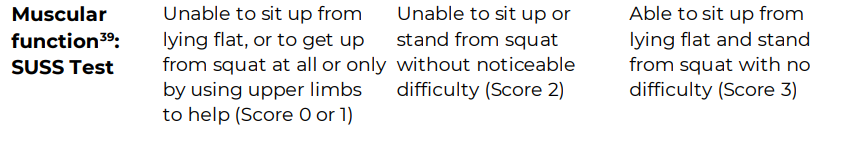 Muscular
function³⁹:
SUSS Test
Unable to sit up from
lying flat, or to get up
from squat at all or only
by using upper limbs
to help (Score 0 or 1)
Unable to sit up or
stand from squat
without noticeable
difficulty (Score 2)
Able to sit up from
lying flat and stand
from squat with no
difficulty (Score 3)